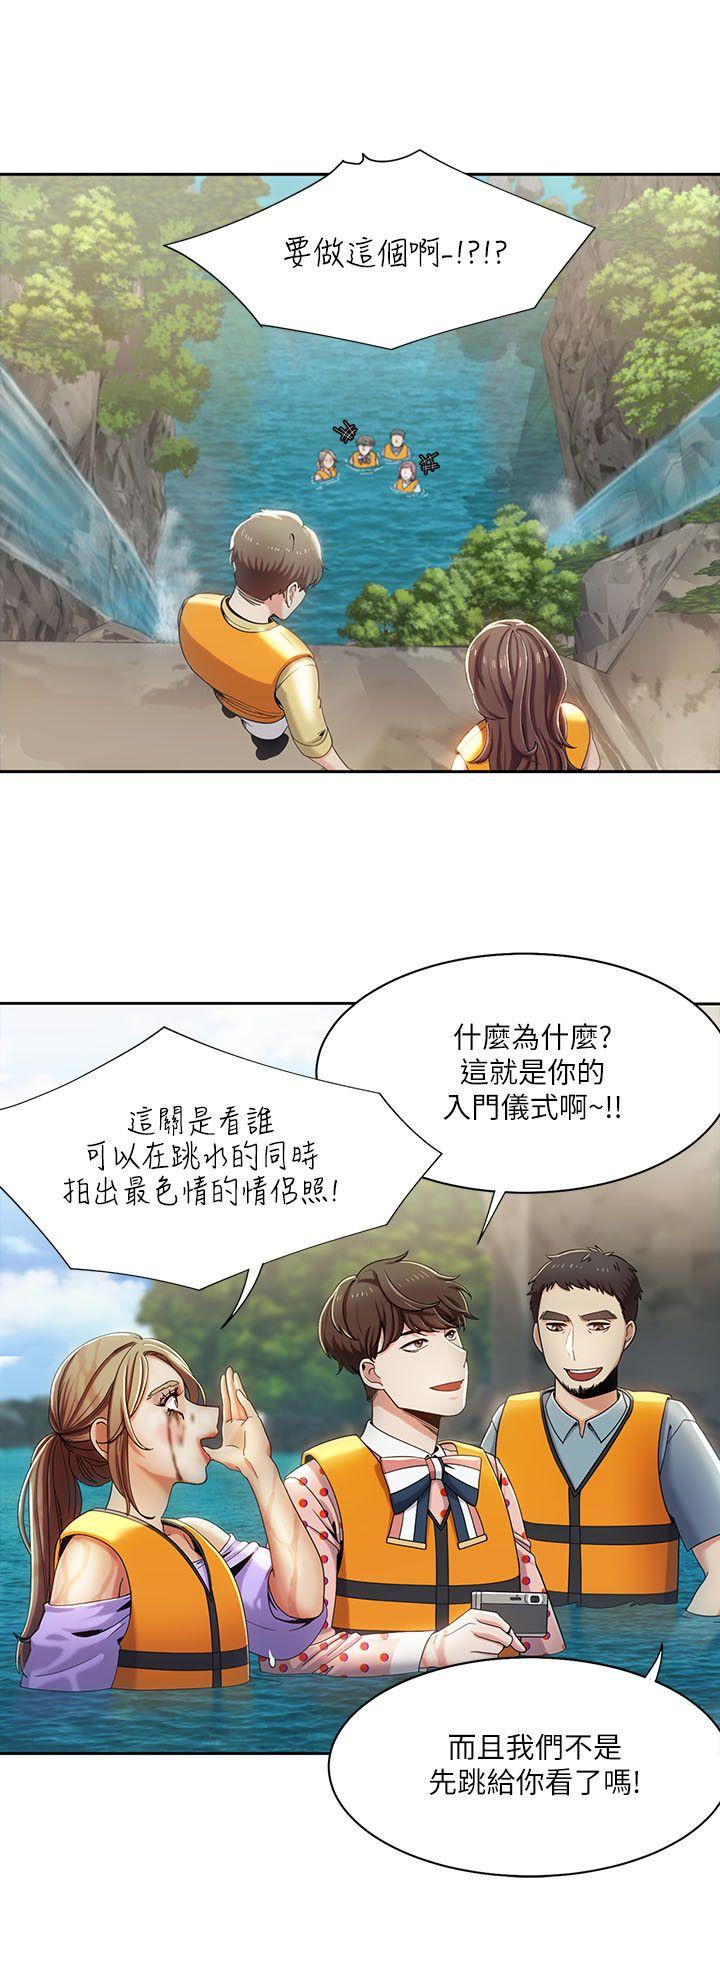 要做這個啊-!?!?
什麼為什麼?
這就是你的
入門儀式啊~!!
這關是看誰
可以在跳水的同時
拍出最色情的情侶照!
而且我們不是
先跳給你看了嗎!